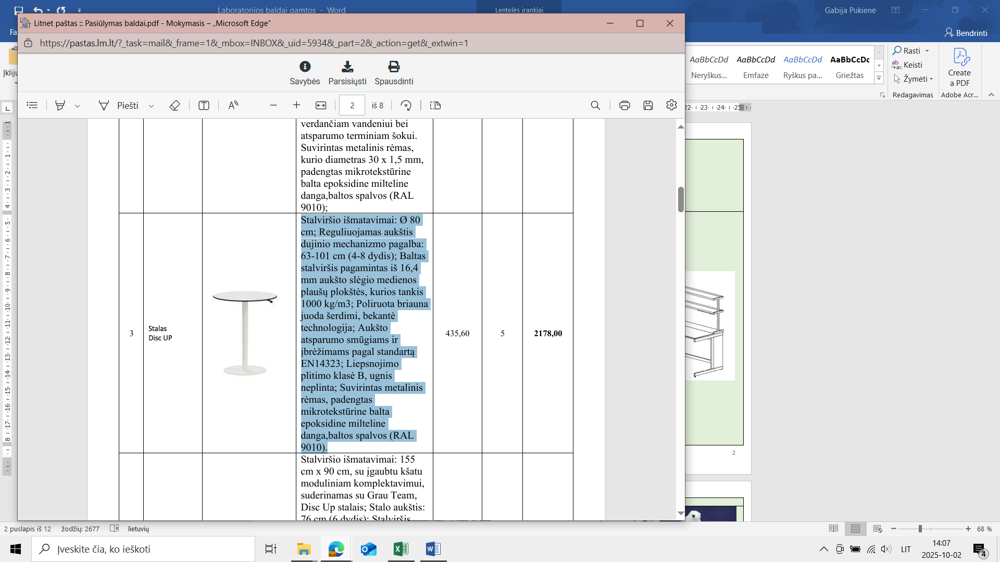 Laboratorijos baldai gamtos - Word
Lentelės įrankiai
Gabija Pukienė
Litnet paštas :: Pasiūlymas baldai.pdf - Mokymasis – „Microsoft Edge“
Fa
Bendrinti
https://pastas.lm.lt/?_task=mail&_frame=1&_mbox=INBOX&_uid=5934&_part=2&_action=get&_extwin=1
Įkliju
Savybės
Parsisiųsti
Spausdinti
AaBbCcDd AaBbCcDd AaBbCcDd AaBbCcDc
Neryškus... Emfazė Ryškus pa... Griežtas
Rasti
Keisti
Žymėti
Redagavimas
Create
a PDF
Adobe Acr...
Piešti
2 iš 8
verdančiam vandeniui bei
atsparumo terminiam šokui.
Suvirintas metalinis rėmas,
kurio diametras 30 x 1,5 mm,
padengtas mikrotekstūrine
balta epoksidine milteline
danga,baltos spalvos (RAL
9010);
3
Stalas
Disc UP
Stalviršio išmatavimai: Ø 80
cm; Reguliuojamas aukštis
dujinio mechanizmo pagalba:
63-101 cm (4-8 dydis); Baltas
stalviršis pagamintas iš 16,4
mm aukšto slėgio medienos
plaušų plokštės, kurios tankis
1000 kg/m3; Poliruota briauna
juoda šerdimi, bekantė
technologija; Aukšto
atsparumo smūgiams ir
įbrėžimams pagal standartą
EN14323; Liepsnojimo
plitimo klasė B, ugnis
neplinta; Suvirintas metalinis
rėmas, padengtas
mikrotekstūrine balta
epoksidine milteline
danga,baltos spalvos (RAL
9010).
435,60
5
2178,00
Stalviršio išmatavimai: 155
cm x 90 cm, su įgaubtu kšatu
moduliniam komplektavimui,
suderinamas su Grau Team,
Disc Up stalais; Stalo aukštis:
76 cm (6 dydis); Stalviršis
2
2 puslapis iš 12
žodžių: 2677
lietuvių
68 %
Įveskite čia, ko ieškoti
LIT
14:07
2025-10-02
4